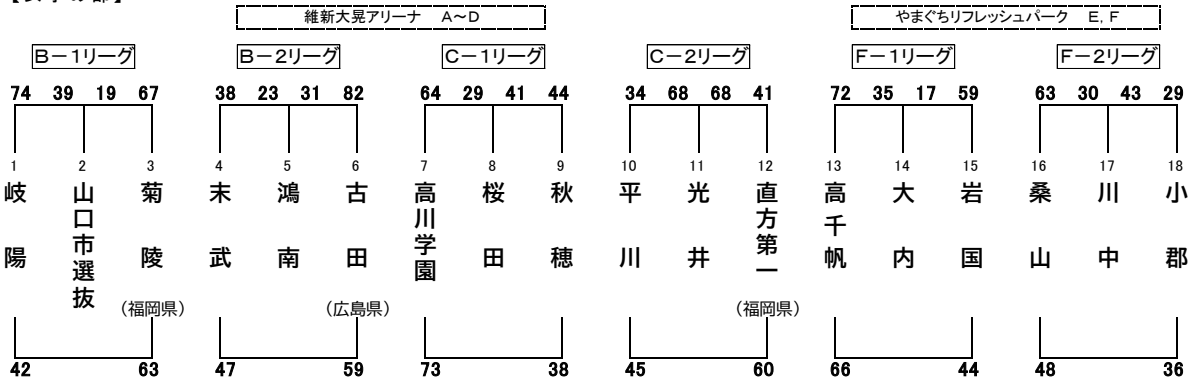 維新大晃アリーナ　A～D
やまぐちリフレッシュパーク　E，F
B－1リーグ
B－2リーグ
C－1リーグ
C－2リーグ
F－1リーグ
F－2リーグ
74 39 19 67
38 23 31 82
64 29 41 44
34 68 68 41
72 35 17 59
63 30 43 29
1 2 3 4 5 6 7 8 9 10 11 12 13 14 15 16 17 18
岐陽
山口市選抜
菊陵
（福岡県）
末武
鴻南
古田
（広島県）
高川学園
桜田
秋穂
平川
光井
直方第一
（福岡県）
高千帆
大内
岩国
桑山
川中
小郡
42 63
47 59
73 38
45 60
66 44
48 36